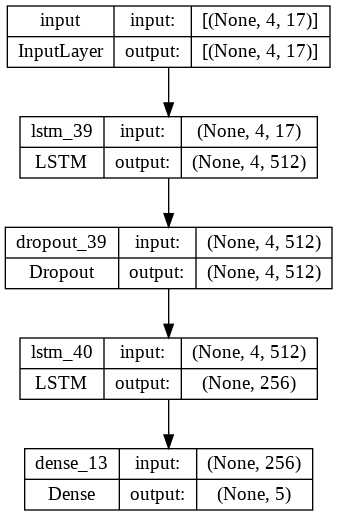 input input: [(None, 4, 17)]
InputLayer output: [(None, 4, 17)]
lstm_39 input: (None, 4, 17)
LSTM output: (None, 4, 512)
dropout_39 input: (None, 4, 512)
Dropout output: (None, 4, 512)
lstm_40 input: (None, 4, 512)
LSTM output: (None, 256)
dense_13 input: (None, 256)
Dense output: (None, 5)